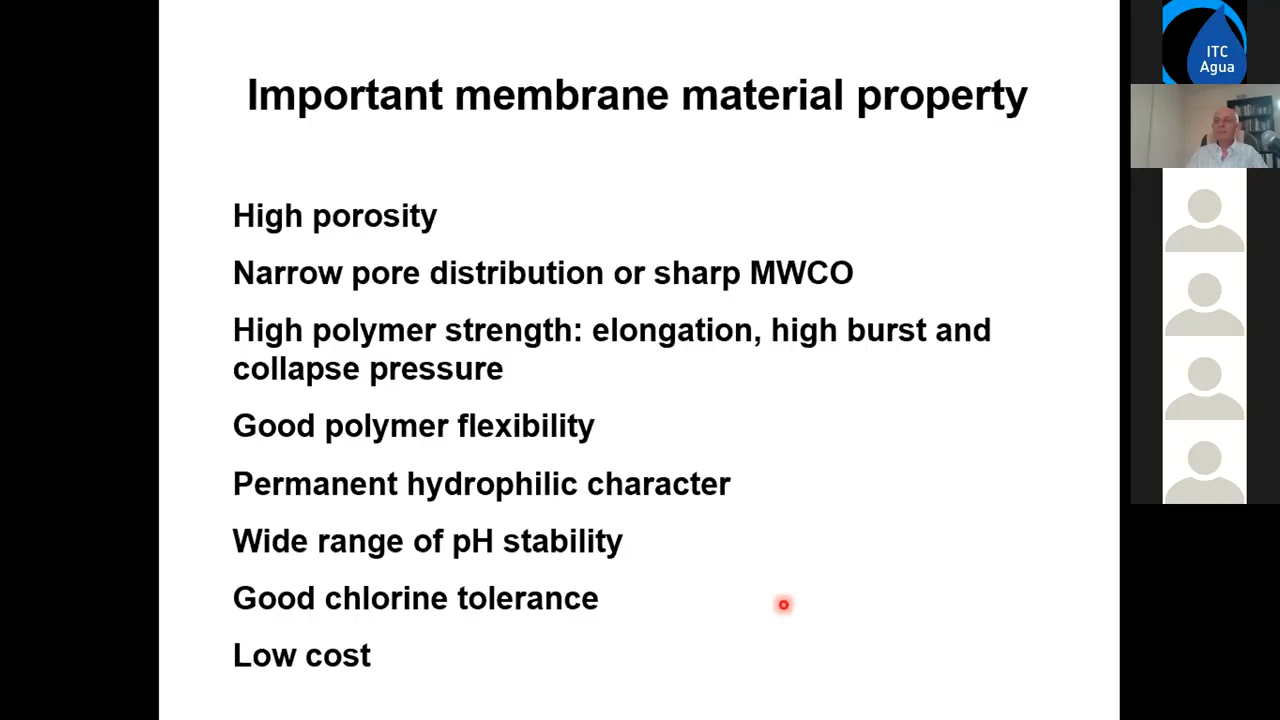 Important membrane material property
High porosity
Narrow pore distribution or sharp MWCO
High polymer strength: elongation, high burst and
collapse pressure
Good polymer flexibility
Permanent hydrophilic character
Wide range of pH stability
Good chlorine tolerance
Low cost
ITC
Agua